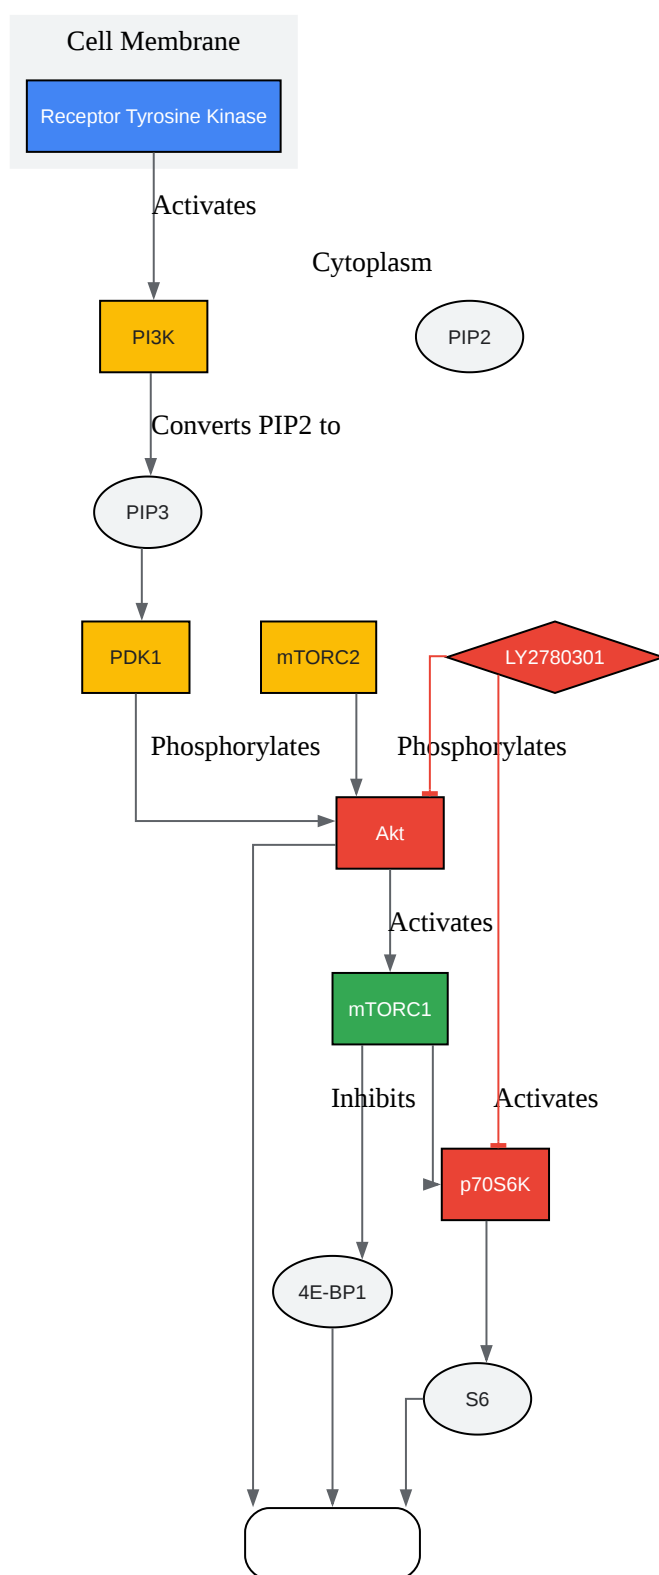 Cell Membrane
Receptor Tyrosine Kinase
Activates
Cytoplasm
PI3K
PIP2
Converts PIP2 to
PIP3
PDK1
mTORC2
LY2780301
Phosphorylates
Phosphorylates
Akt
Activates
mTORC1
Inhibits
Activates
p70S6K
4E-BP1
S6